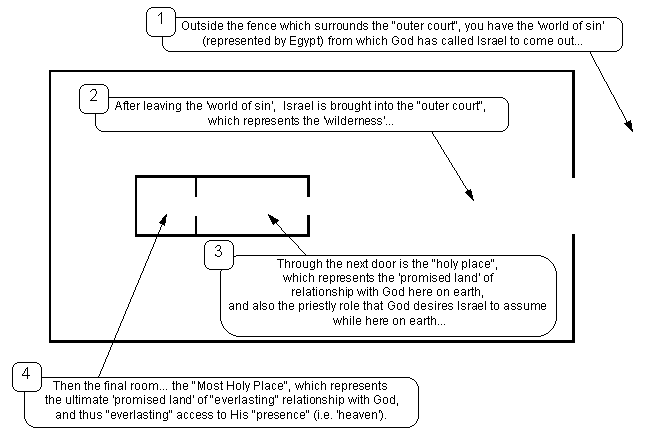 1
Outside the fence which surrounds the "outer court", you have the 'world of sin'
(represented by Egypt) from which God has called Israel to come out...
2
After leaving the 'world of sin',  Israel is brought into the "outer court",
which represents the 'wilderness'...
3
Through the next door is the "holy place",
which represents the 'promised land' of
relationship with God here on earth,
and also the priestly role that God desires Israel to assume
while here on earth...
4
Then the final room... the "Most Holy Place", which represents
the ultimate 'promised land' of "everlasting" relationship with God,
and thus "everlasting" access to His "presence" (i.e. 'heaven').